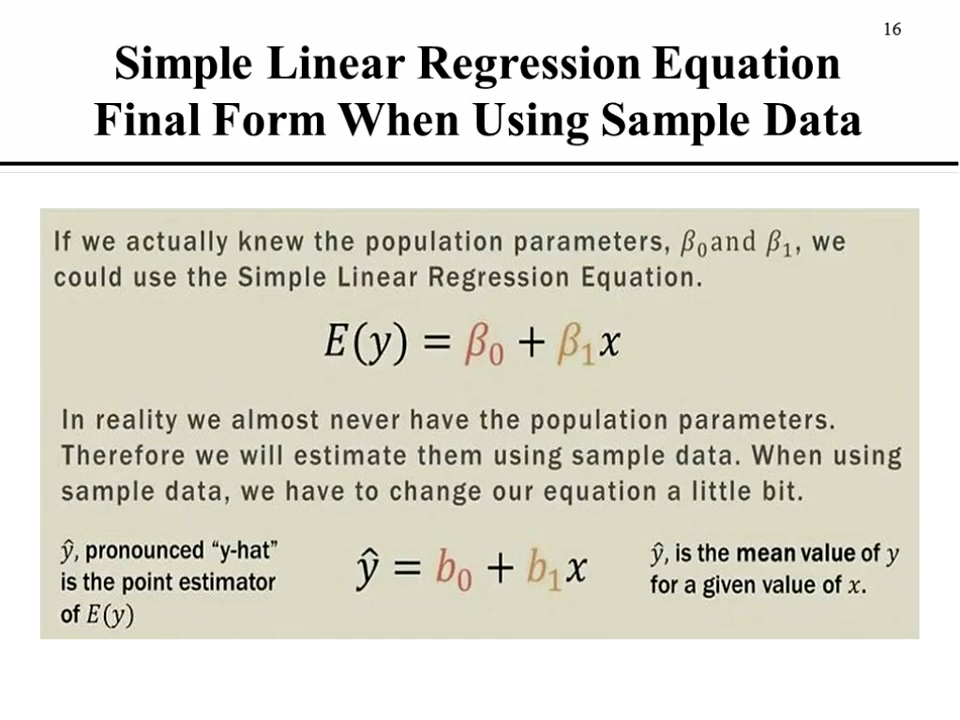 16
Simple Linear Regression Equation
Final Form When Using Sample Data
If we actually knew the population parameters, β₀and β₁, we
could use the Simple Linear Regression Equation.
E(y) = β₀ + β₁x
In reality we almost never have the population parameters.
Therefore we will estimate them using sample data. When using
sample data, we have to change our equation a little bit.
ŷ, pronounced “y-hat”
is the point estimator
of E(y)
ŷ = b₀ + b₁x
ŷ, is the mean value of y
for a given value of x.